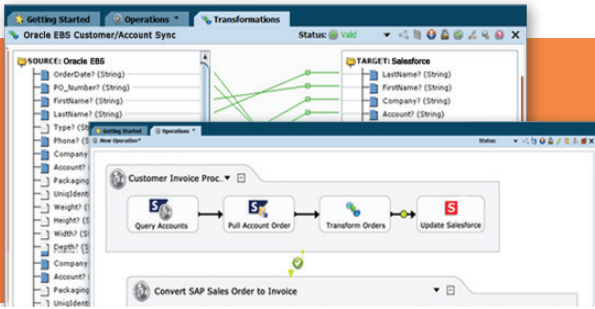 Getting Started Operations * Transformations
Oracle EBS Customer/Account Sync Status: Valid
SOURCE: Oracle EBS
OrderDate? (String)
PO_Number? (String)
FirstName? (String)
LastName? (String)
Type? (St
Phone? (S
Company
Account?
Packaging
UniqIdent
Weight? (
Height? (S
Width? (S
Depth? (S
Company
Account?
Packaging
UniqIdent
TARGET: Salesforce
LastName? (String)
FirstName? (String)
Company? (String)
Account? (String)
Getting Started Operations *
New Operation* Status:
Customer Invoice Proc..
Query Accounts
Pull Account Order
Transform Orders
Update Salesforce
Convert SAP Sales Order to Invoice